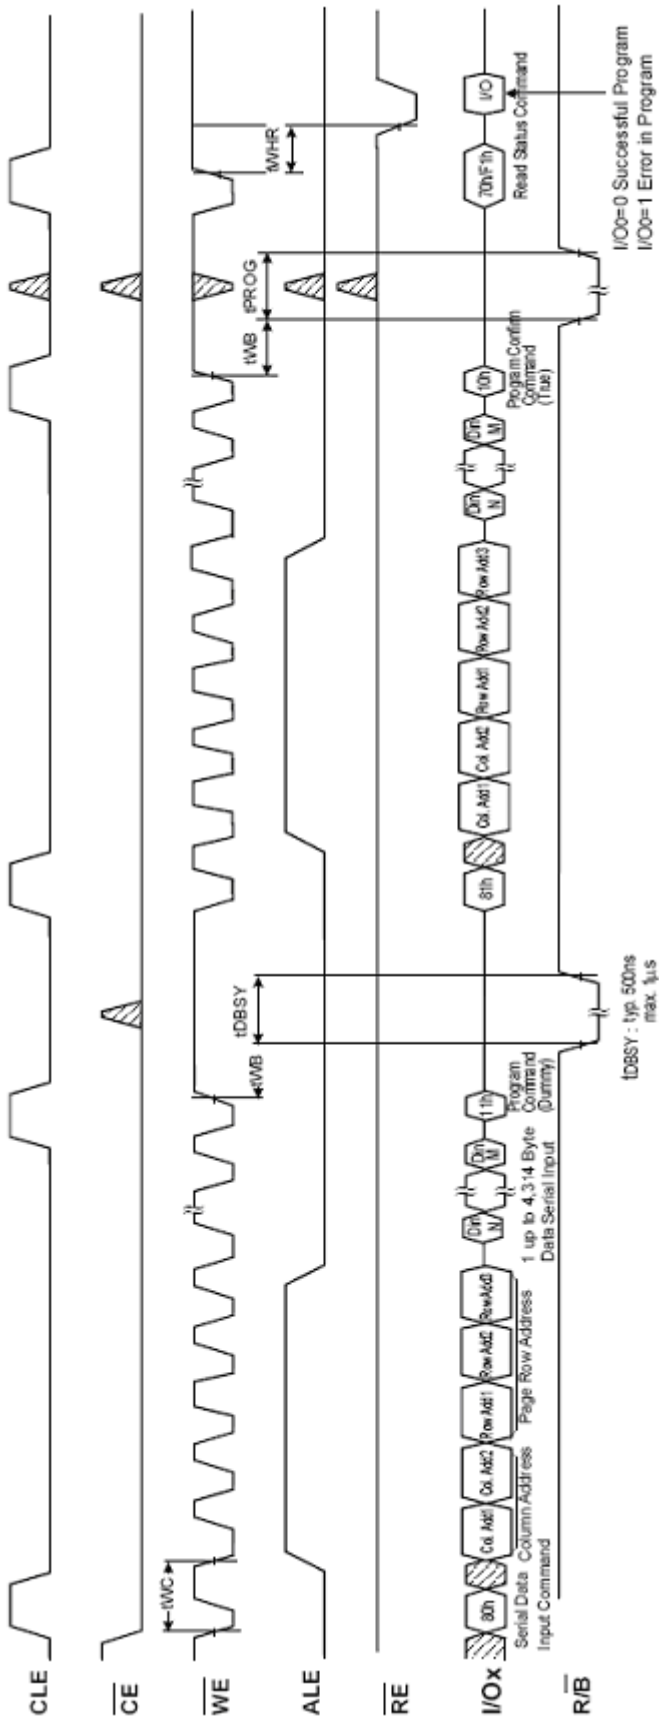 CLE
CE
WE
ALE
RE
I/Ox
R/B
tWC
tWB
tDBSY
tWB
tPROG
tWHR
80h
Col. Add1
Col. Add2
Row Add1
Row Add2
Row Add3
Din
N
Din
M
11h
81h
Col. Add1
Col. Add2
Row Add1
Row Add2
Row Add3
Din
N
Din
M
10h
70h/F1h
I/O
Serial Data
Input Command
Column Address
Page Row Address
1 up to 4,314 Byte
Data Serial Input
Program
Command
(Dummy)
Program Confirm
Command
(True)
Read Status Command
tDBSY : typ. 500ns
max. 1μs
I/O0=0 Successful Program
I/O0=1 Error in Program